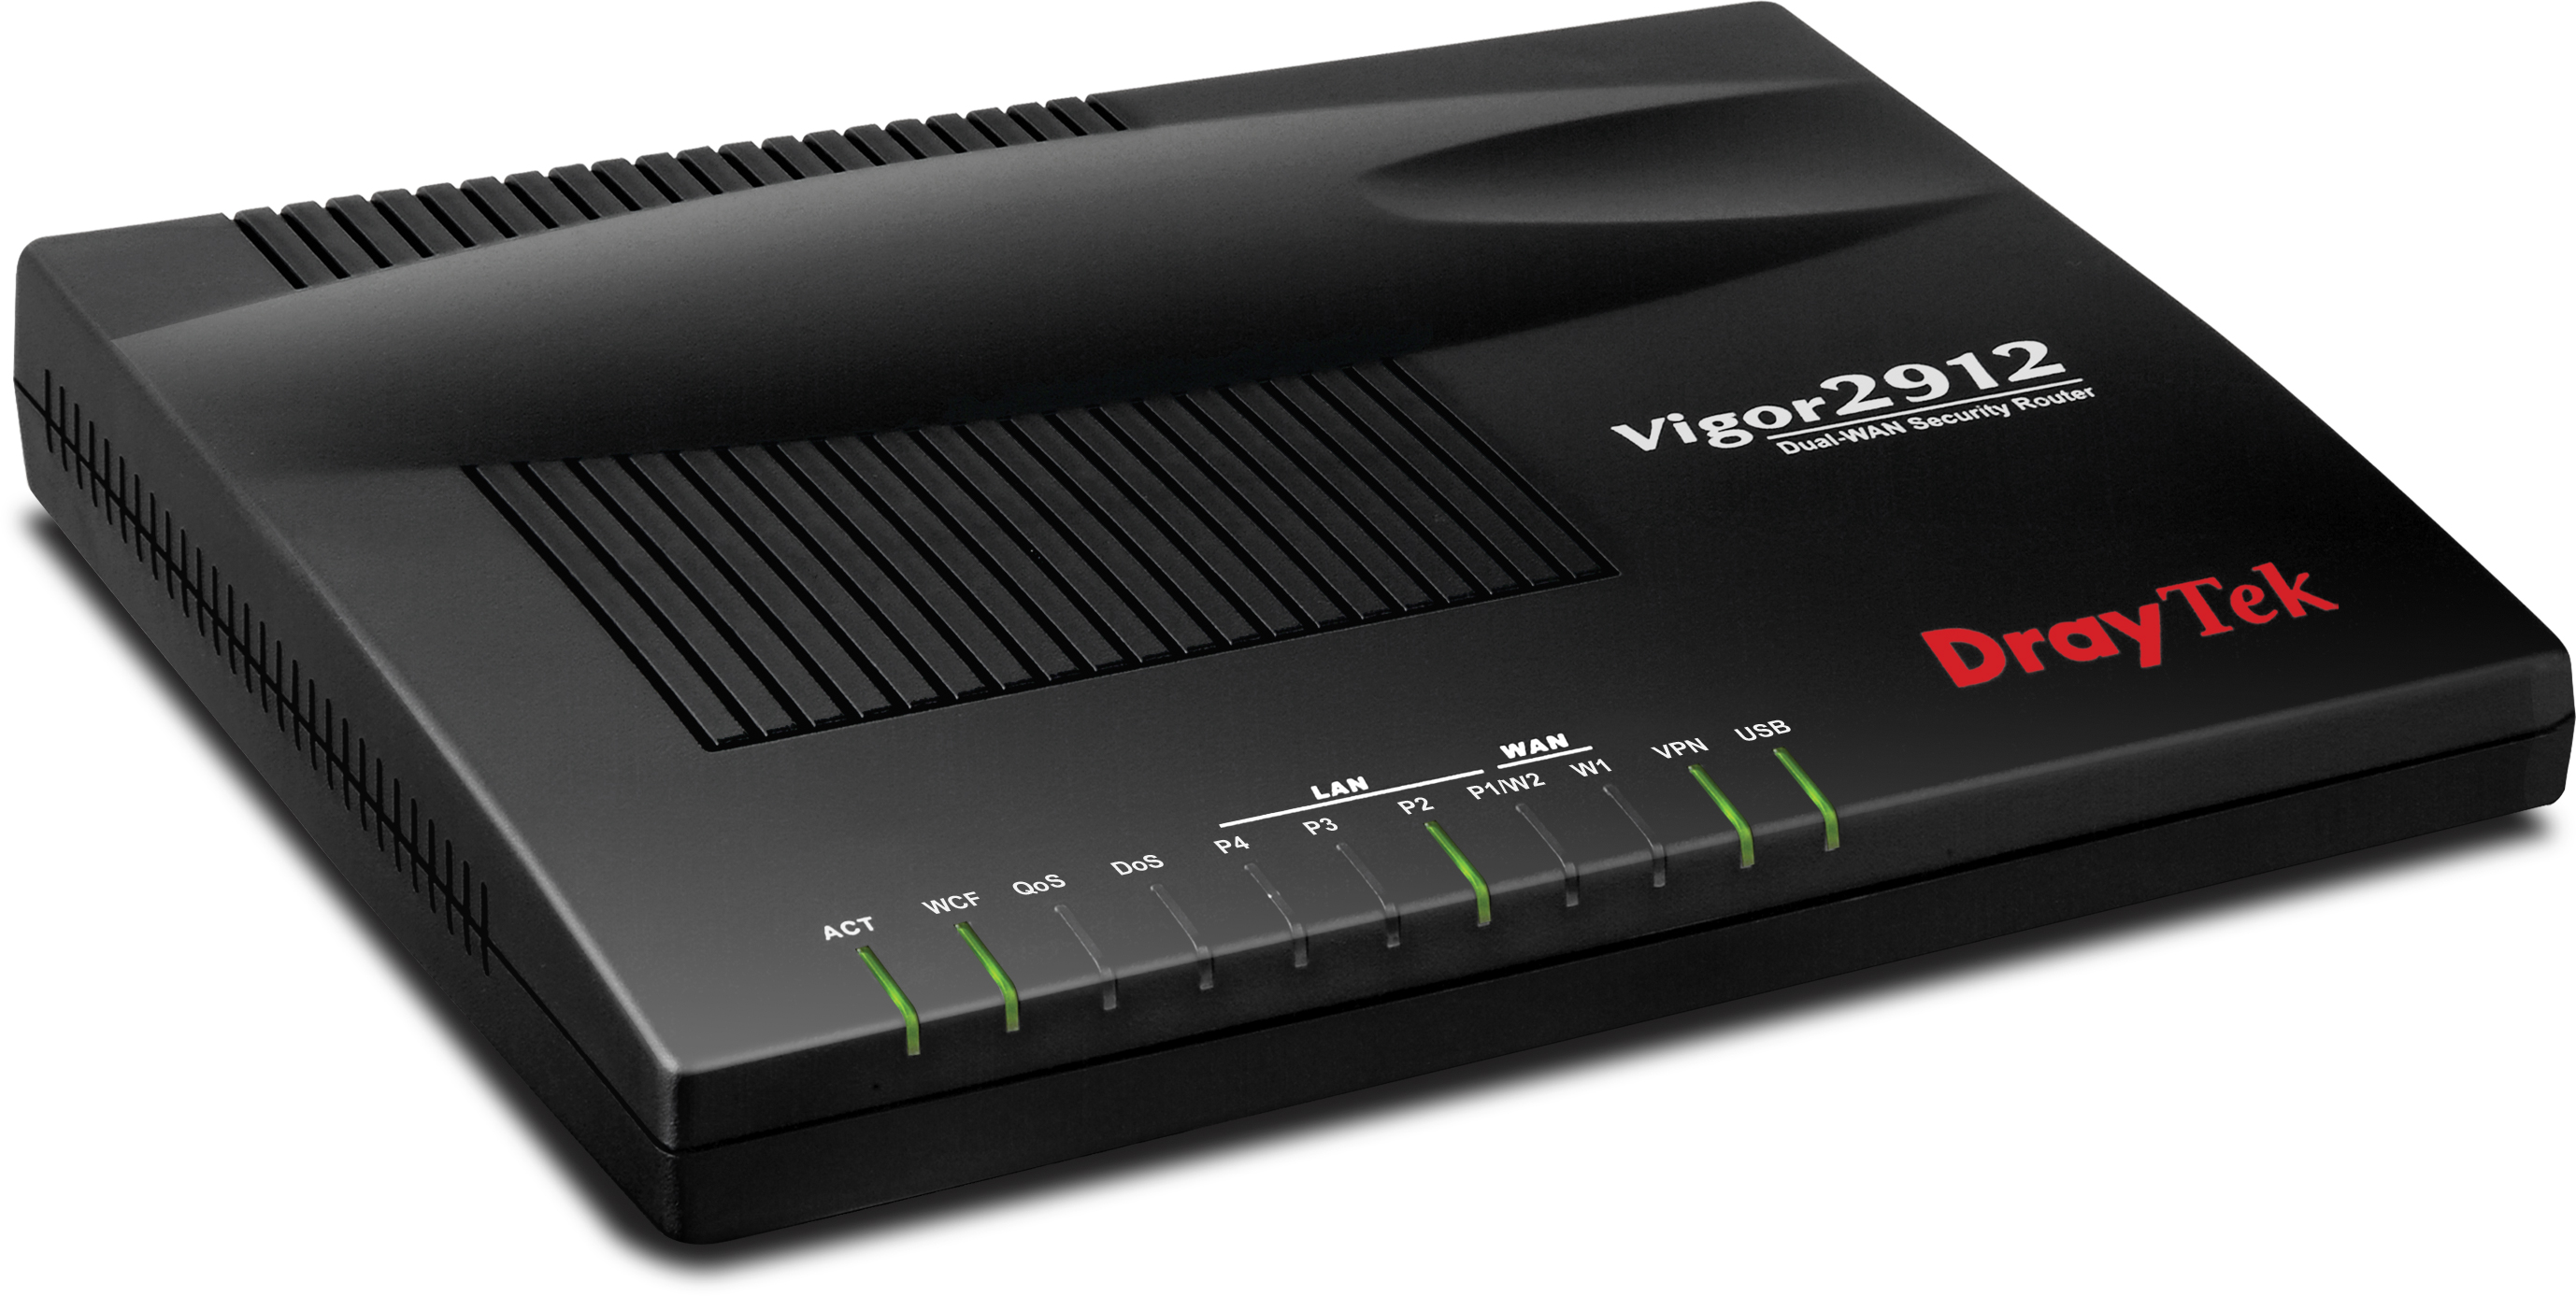 Vigor2912
Dual-WAN Security Router
DrayTek
LAN
WAN
ACT WCF QoS DoS P4 P3 P2 P1/W2 W1 VPN USB